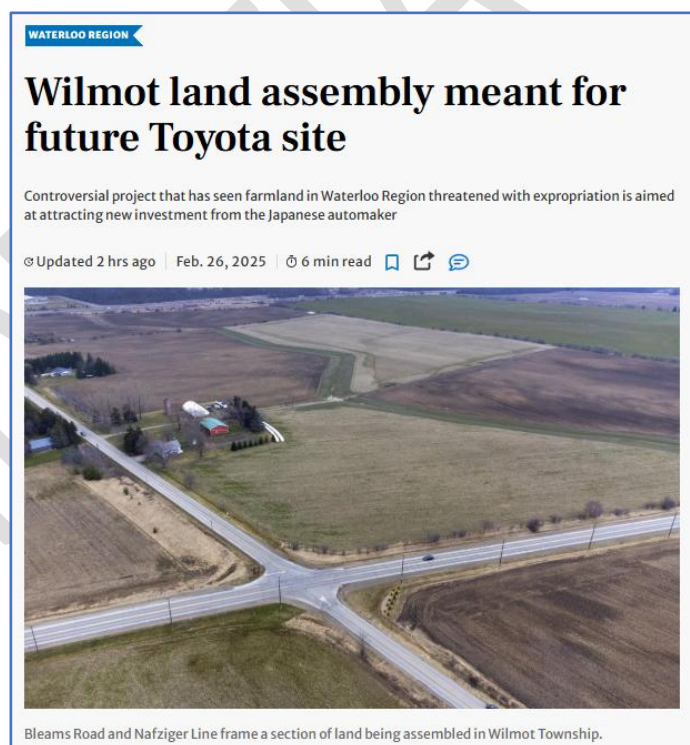 WATERLOO REGION
Wilmot land assembly meant for
future Toyota site
Controversial project that has seen farmland in Waterloo Region threatened with expropriation is aimed
at attracting new investment from the Japanese automaker
Updated 2 hrs ago Feb. 26, 2025 6 min read
Bleams Road and Nafziger Line frame a section of land being assembled in Wilmot Township.